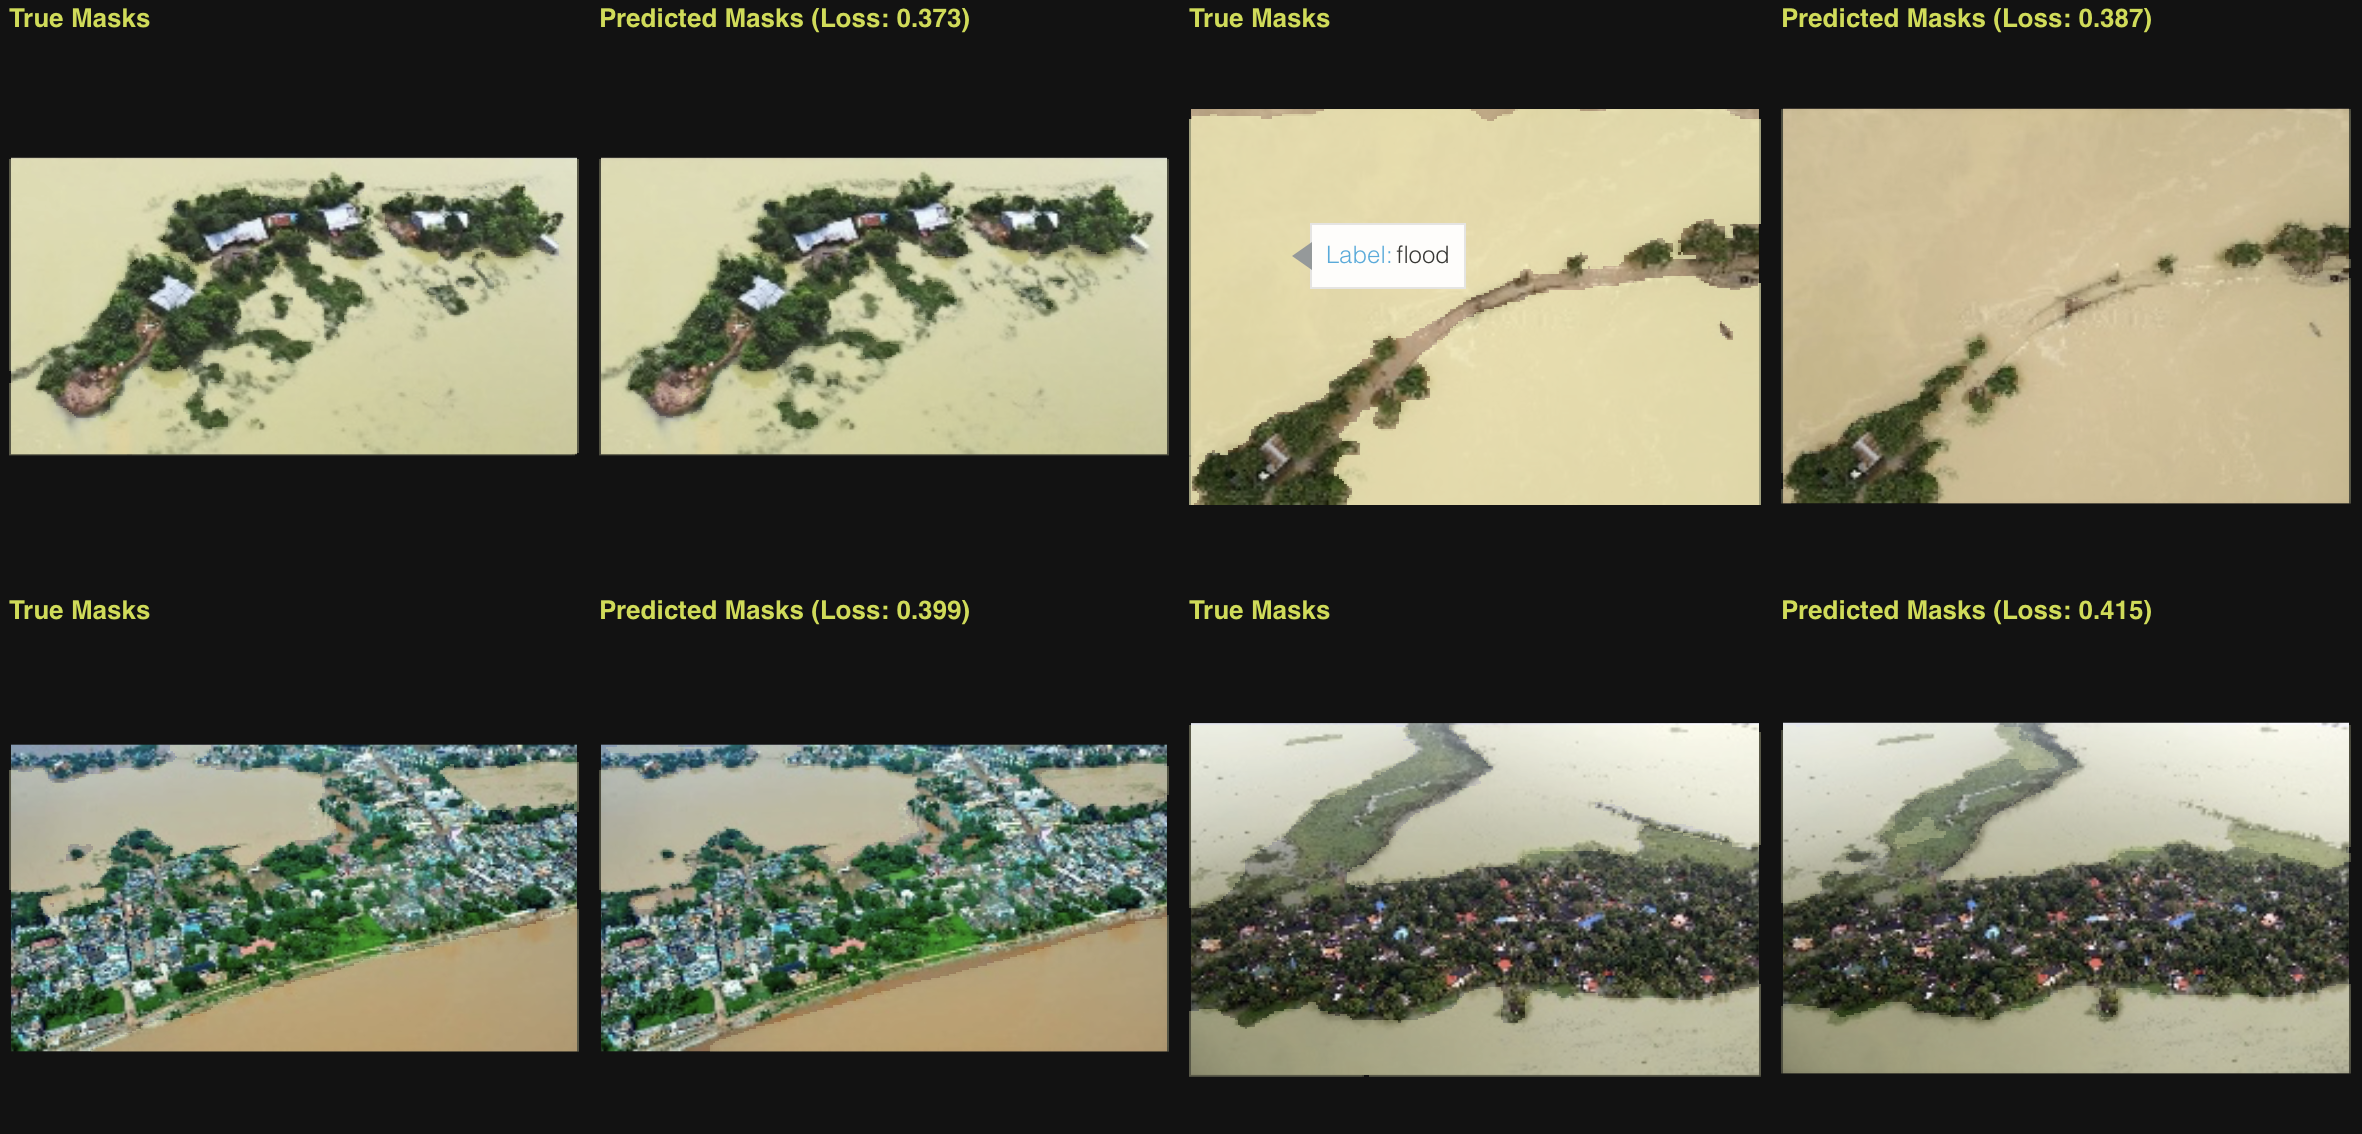 True Masks
Predicted Masks (Loss: 0.373)
True Masks
Predicted Masks (Loss: 0.387)
Label: flood
True Masks
Predicted Masks (Loss: 0.399)
True Masks
Predicted Masks (Loss: 0.415)